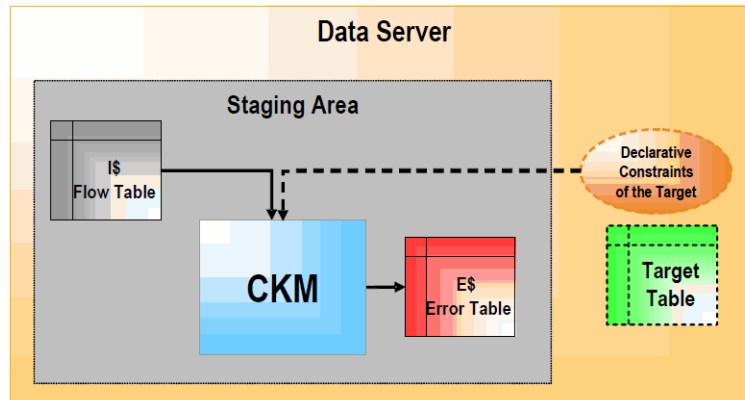 Data Server
Staging Area
I$
Flow Table
Declarative
Constraints
of the Target
CKM
E$
Error Table
Target
Table